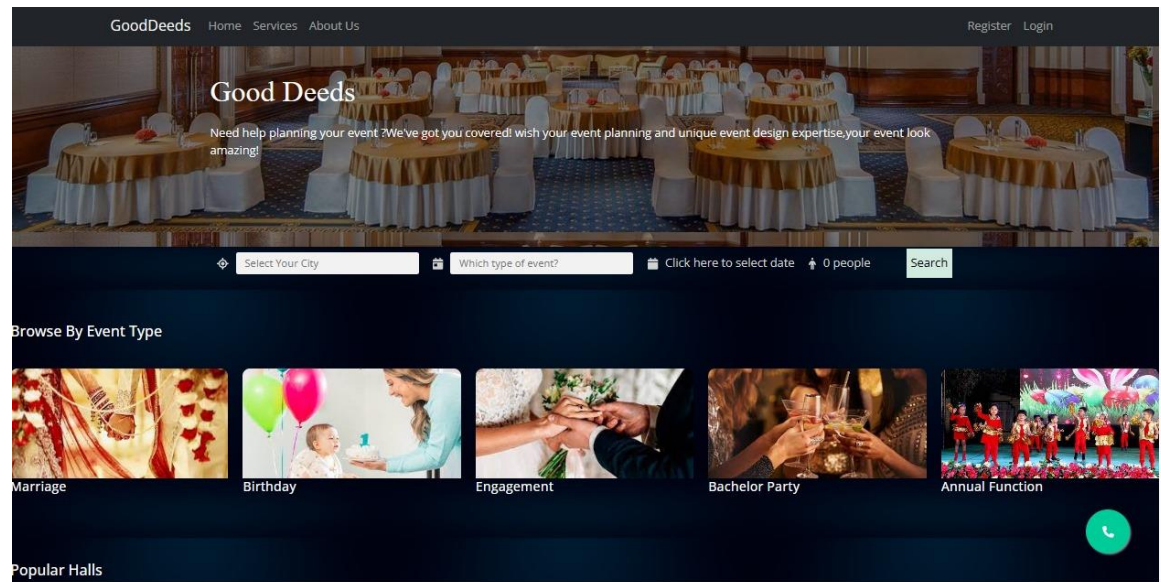 GoodDeeds Home Services About Us Register Login
Good Deeds
Need help planning your event ?We've got you covered! wish your event planning and unique event design expertise,your event look
amazing!
Select Your City Which type of event? Click here to select date 0 people Search
Browse By Event Type
Marriage Birthday Engagement Bachelor Party Annual Function
Popular Halls